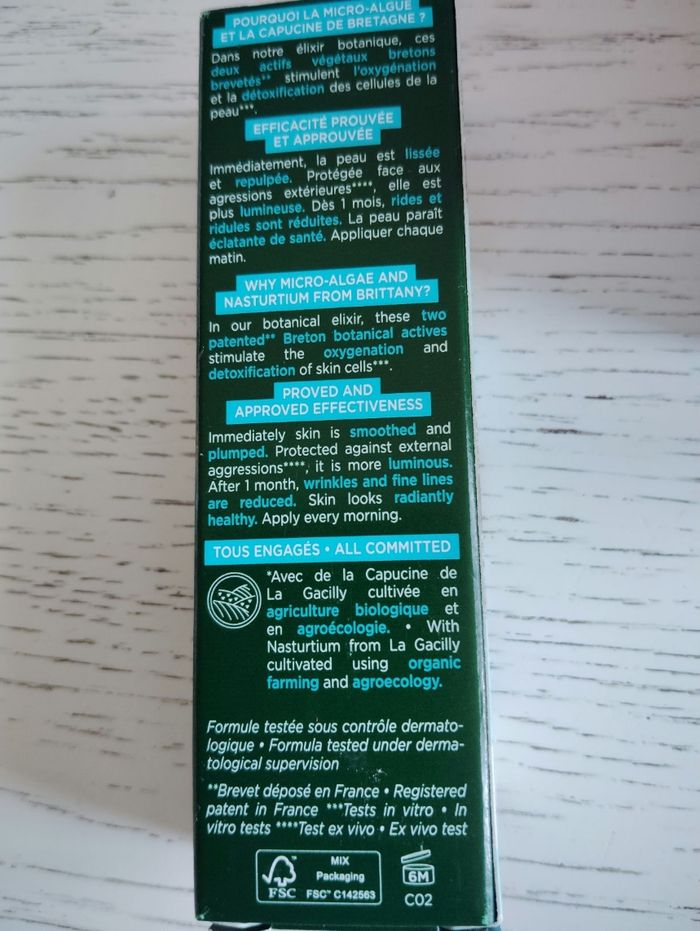 POURQUOI LA MICRO-ALGUE
ET LA CAPUCINE DE BRETAGNE ?
Dans notre élixir botanique, ces
deux actifs végétaux bretons
brevetés** stimulent l'oxygénation
et la détoxification des cellules de la
peau***.
EFFICACITÉ PROUVÉE
ET APPROUVÉE
Immédiatement, la peau est lissée
et repulpée. Protégée face aux
agressions extérieures****, elle est
plus lumineuse. Dès 1 mois, rides et
ridules sont réduites. La peau paraît
éclatante de santé. Appliquer chaque
matin.
WHY MICRO-ALGAE AND
NASTURTIUM FROM BRITTANY?
In our botanical elixir, these two
patented** Breton botanical actives
stimulate the oxygenation and
detoxification of skin cells***.
PROVED AND
APPROVED EFFECTIVENESS
Immediately skin is smoothed and
plumped. Protected against external
aggressions****, it is more luminous.
After 1 month, wrinkles and fine lines
are reduced. Skin looks radiantly
healthy. Apply every morning.
TOUS ENGAGÉS • ALL COMMITTED
*Avec de la Capucine de
La Gacilly cultivée en
agriculture biologique et
en agroécologie. • With
Nasturtium from La Gacilly
cultivated using organic
farming and agroecology.
Formule testée sous contrôle dermato-
logique • Formula tested under derma-
tological supervision
**Brevet déposé en France • Registered
patent in France ***Tests in vitro • In
vitro tests ****Test ex vivo • Ex vivo test
FSC
MIX
Packaging
FSC™ C142563
6M
C02